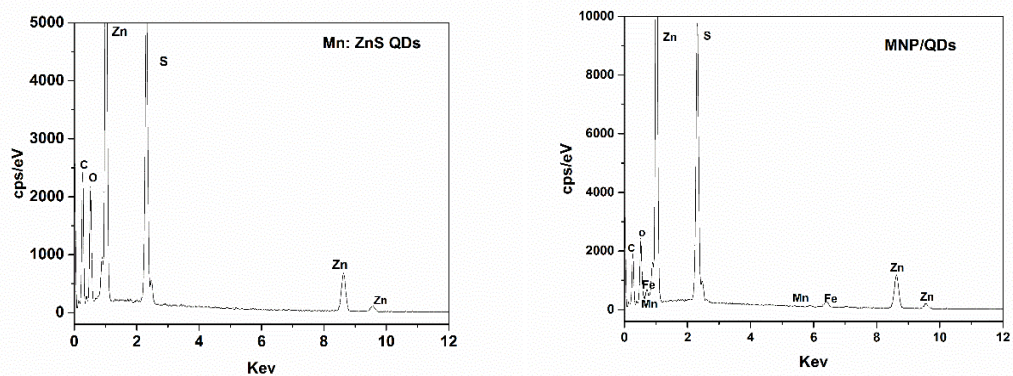 5000
4000
3000
2000
1000
0
cps/eV
Mn: ZnS QDs
Zn
S
C
O
Zn
Zn
0 2 4 6 8 10 12
Kev
10000
8000
6000
4000
2000
0
cps/eV
MNP/QDs
Zn
S
C
O
Fe
Mn
Mn
Fe
Zn
Zn
0 2 4 6 8 10 12
Kev